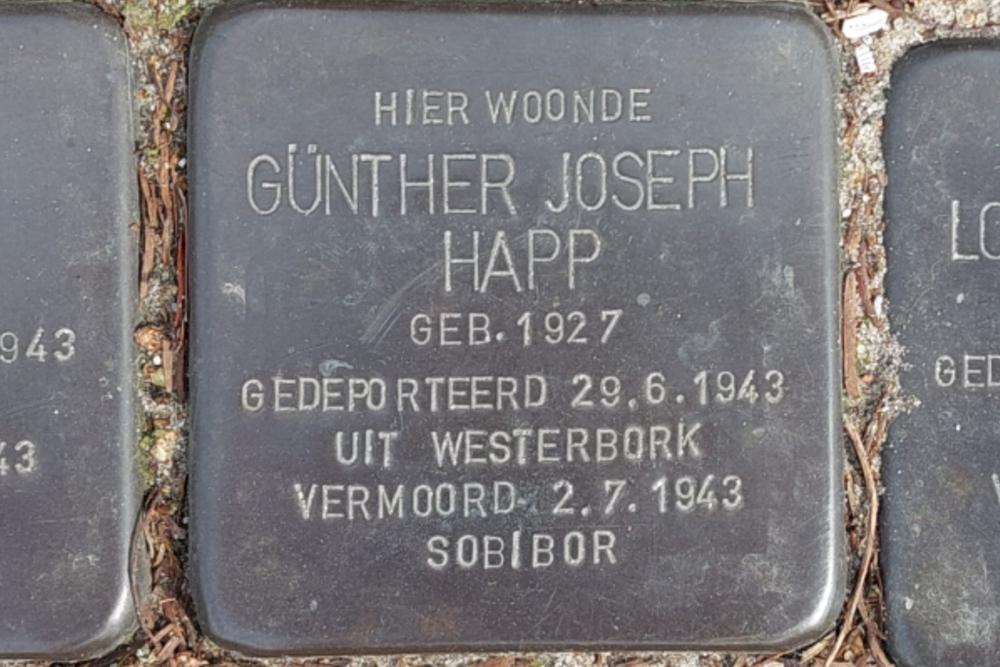 HIER WOONDE
GÜNTHER JOSEPH
HAPP
GEB. 1927
GEDEPORTEERD 29.6.1943
UIT WESTERBORK
VERMOORD 2.7.1943
SOBIBOR